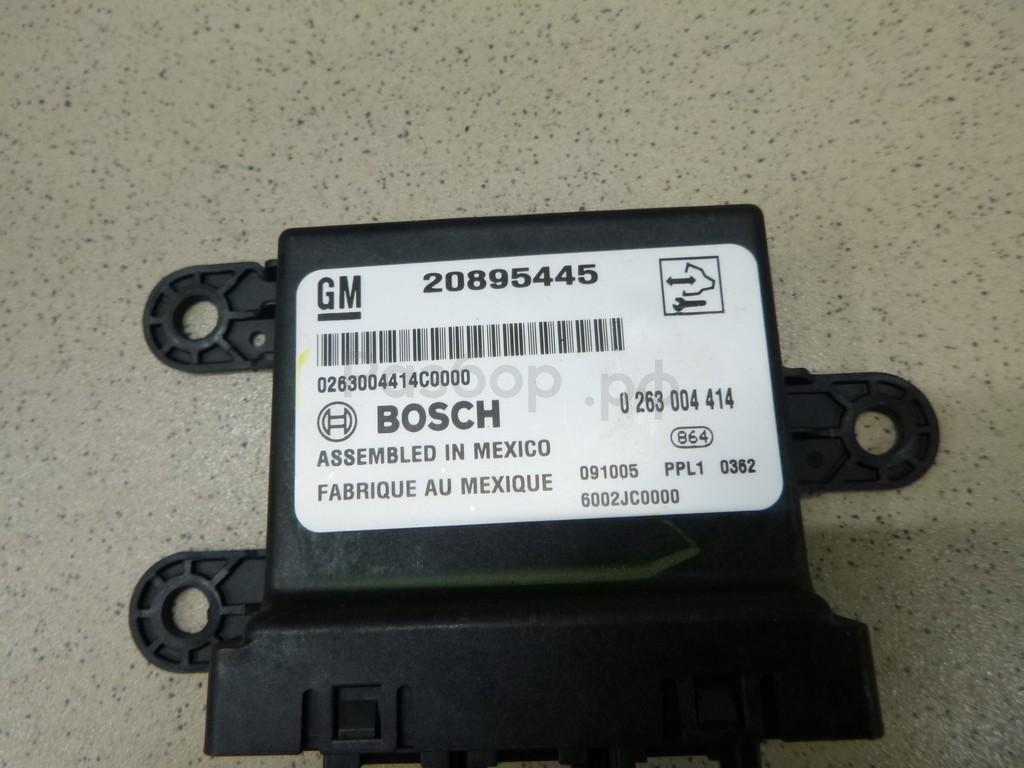 GM 20895445
0263004414C0000
Разбор.рф
BOSCH 0 263 004 414
864
ASSEMBLED IN MEXICO
FABRIQUE AU MEXIQUE
091005 PPL1 0362
6002JC0000